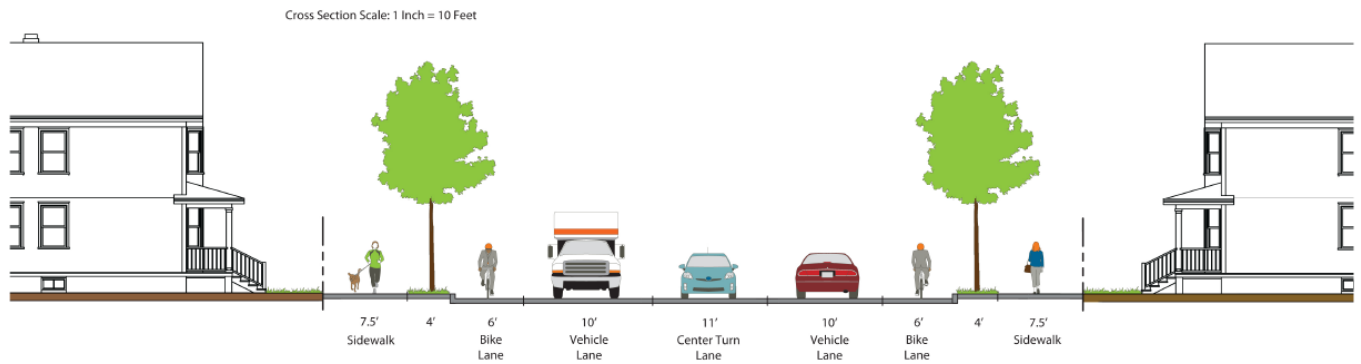 Cross Section Scale: 1 Inch = 10 Feet
7.5' 4' 6' 10' 11' 10' 6' 4' 7.5'
Sidewalk Bike Vehicle Center Turn Vehicle Bike Sidewalk
Lane Lane Lane Lane Lane